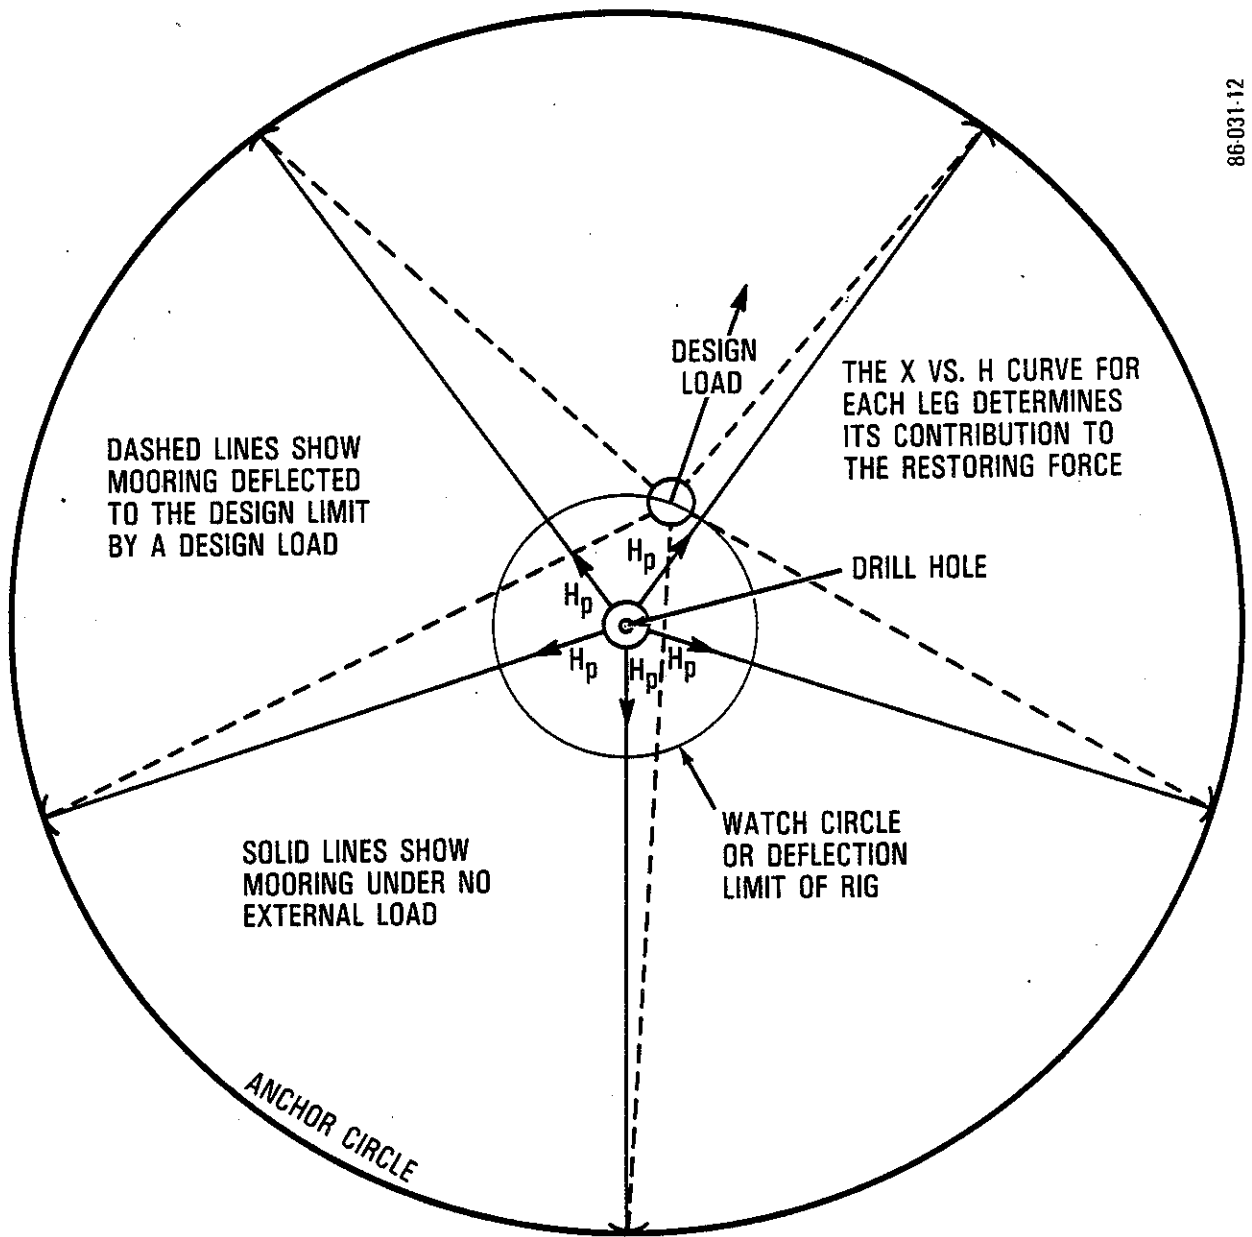 86-031-12
DESIGN
LOAD
THE X VS. H CURVE FOR
EACH LEG DETERMINES
ITS CONTRIBUTION TO
THE RESTORING FORCE
DASHED LINES SHOW
MOORING DEFLECTED
TO THE DESIGN LIMIT
BY A DESIGN LOAD
Hp
DRILL HOLE
Hp
Hp
Hp
Hp
WATCH CIRCLE
OR DEFLECTION
LIMIT OF RIG
SOLID LINES SHOW
MOORING UNDER NO
EXTERNAL LOAD
ANCHOR CIRCLE